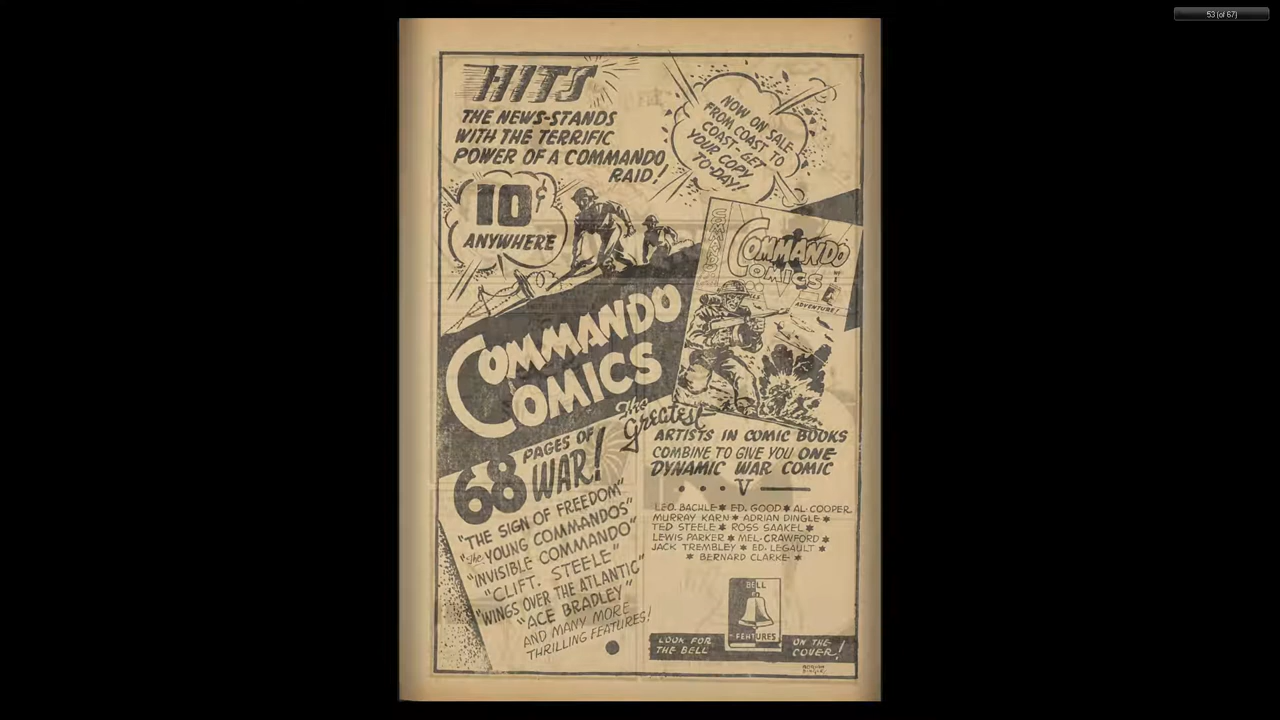 53 (of 67)
HITS
THE NEWS-STANDS
WITH THE TERRIFIC
POWER OF A COMMANDO
RAID!
NOW ON SALE
FROM COAST TO
COAST-GET
YOUR COPY
TO-DAY!
10¢
ANYWHERE
COMMANDO
COMICS
ADVENTURE!
COMMANDO
COMICS
68 PAGES OF
WAR!
"THE SIGN OF FREEDOM"
"The YOUNG COMMANDOS"
"INVISIBLE COMMANDO"
"CLIFT. STEELE"
"WINGS OVER THE ATLANTIC"
"ACE BRADLEY"
AND MANY MORE
THRILLING FEATURES!
The
Greatest
ARTISTS IN COMIC BOOKS
COMBINE TO GIVE YOU ONE
DYNAMIC WAR COMIC
. . . V
LEO. BACHLE * ED. GOOD * AL. COOPER
MURRAY KARN * ADRIAN DINGLE *
TED STEELE * ROSS SAAKEL *
LEWIS PARKER * MEL. CRAWFORD *
JACK TREMBLEY * ED. LEGAULT *
* BERNARD CLARKE *
BELL
FEATURES
LOOK FOR
THE BELL
ON THE
COVER!